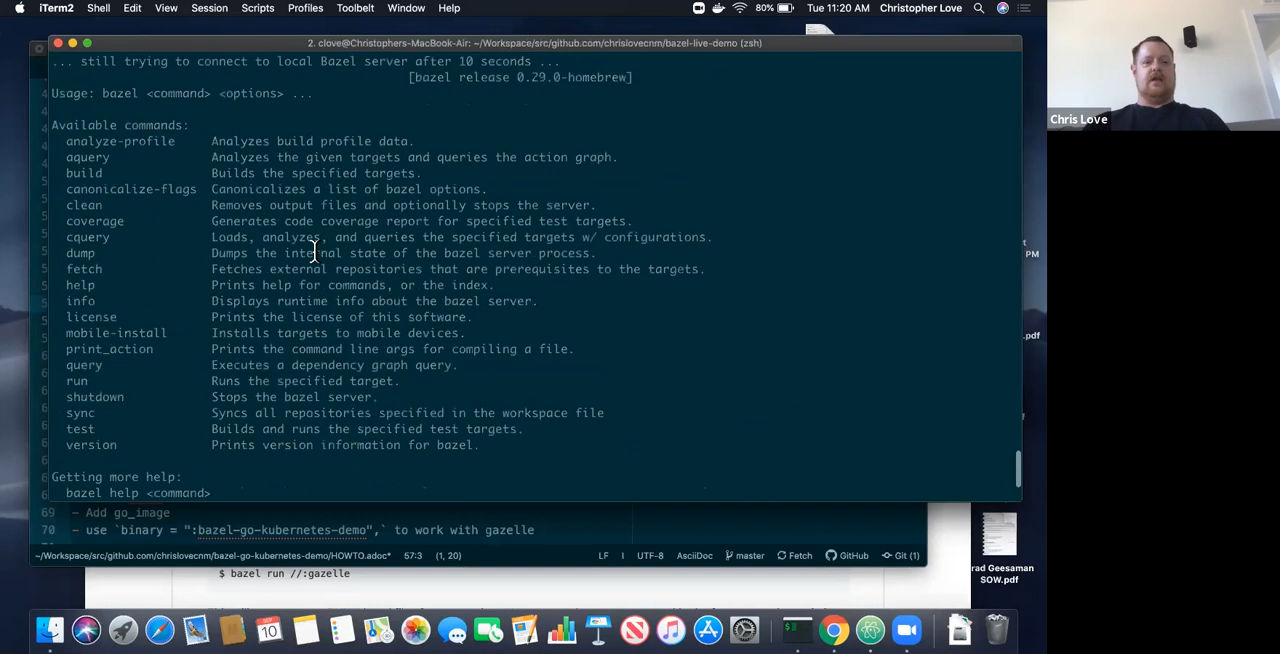 iTerm2 Shell Edit View Session Scripts Profiles Toolbelt Window Help 80% Tue 11:20 AM Christopher Love
2. clove@Christophers-MacBook-Air: ~/Workspace/src/github.com/chrislovecnm/bazel-live-demo (zsh)
... still trying to connect to local Bazel server after 10 seconds ...
[bazel release 0.29.0-homebrew]
Usage: bazel <command> <options> ...
Available commands:
analyze-profile Analyzes build profile data.
aquery Analyzes the given targets and queries the action graph.
build Builds the specified targets.
canonicalize-flags Canonicalizes a list of bazel options.
clean Removes output files and optionally stops the server.
coverage Generates code coverage report for specified test targets.
cquery Loads, analyzes, and queries the specified targets w/ configurations.
dump Dumps the internal state of the bazel server process.
fetch Fetches external repositories that are prerequisites to the targets.
help Prints help for commands, or the index.
info Displays runtime info about the bazel server.
license Prints the license of this software.
mobile-install Installs targets to mobile devices.
print_action Prints the command line args for compiling a file.
query Executes a dependency graph query.
run Runs the specified target.
shutdown Stops the bazel server.
sync Syncs all repositories specified in the workspace file
test Builds and runs the specified test targets.
version Prints version information for bazel.
Getting more help:
bazel help <command>
69 - Add go_image
70 - use `binary = ":bazel-go-kubernetes-demo",` to work with gazelle
~/Workspace/src/github.com/chrislovecnm/bazel-go-kubernetes-demo/HOWTO.adoc* 57:3 (1, 20) LF I UTF-8 AsciiDoc master Fetch GitHub Git (1)
$ bazel run //:gazelle
PM
.pdf
rad Geesaman
SOW.pdf
SEP
10
Chris Love